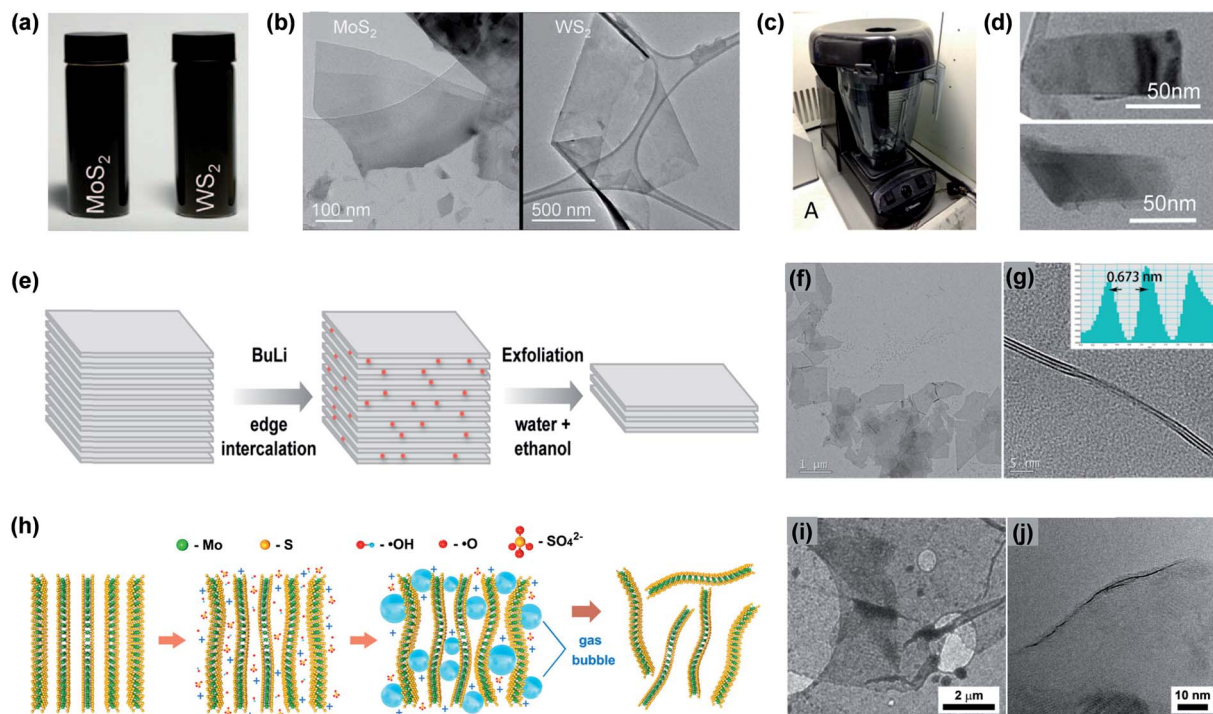 (a)
MoS₂
WS₂
(b)
MoS₂
100 nm
WS₂
500 nm
(c)
A
(d)
50nm
50nm
(e)
BuLi
edge
intercalation
Exfoliation
water +
ethanol
(f)
1 μm
(g)
0.673 nm
5 nm
(h)
- Mo
- S
- •OH
- •O
- SO₄²⁻
gas
bubble
(i)
2 μm
(j)
10 nm